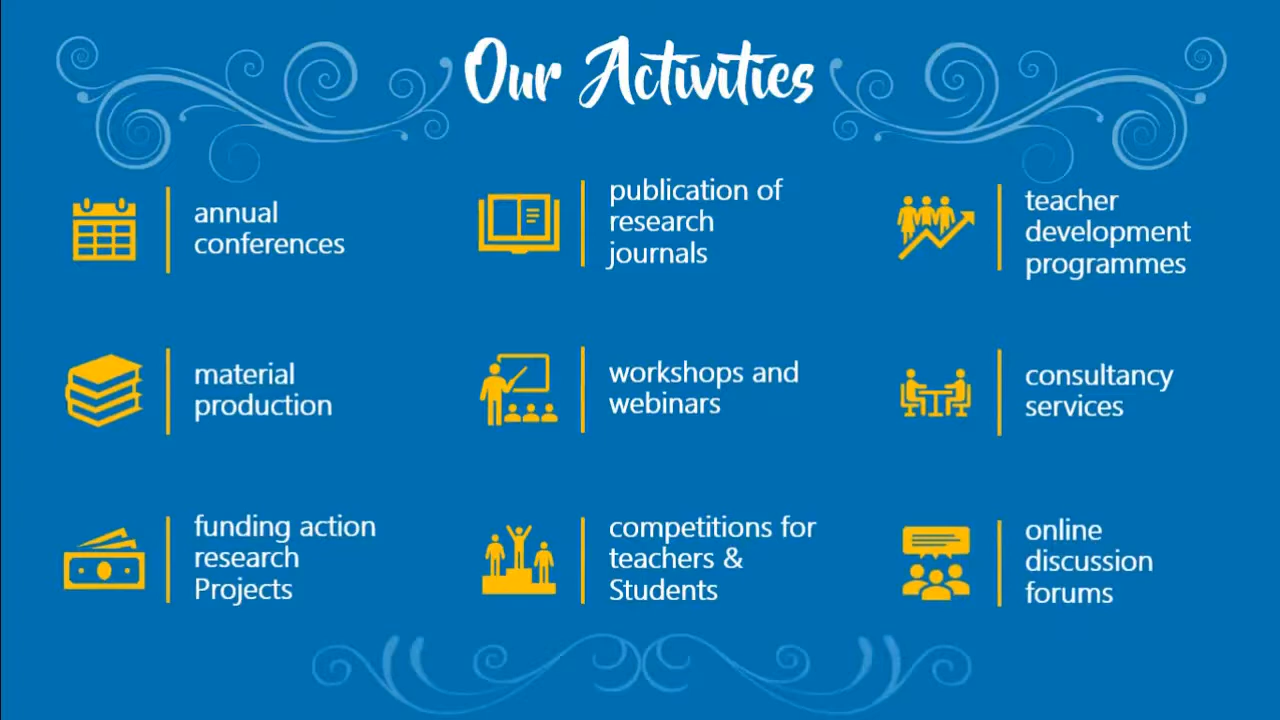 Our Activities
annual
conferences
publication of
research
journals
teacher
development
programmes
material
production
workshops and
webinars
consultancy
services
funding action
research
Projects
competitions for
teachers &
Students
online
discussion
forums